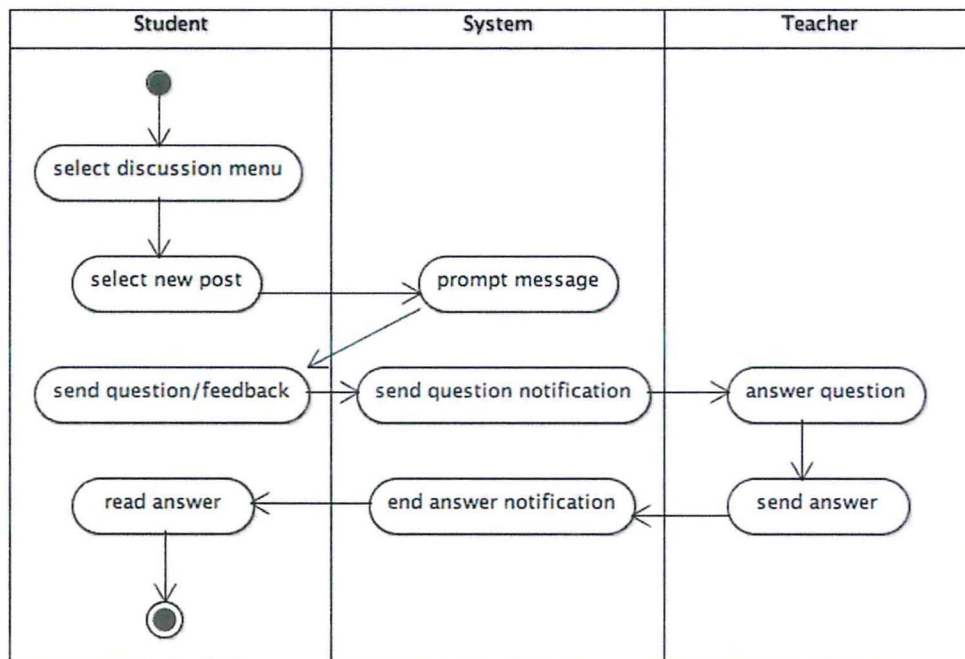 Student
System
Teacher
select discussion menu
select new post
prompt message
send question/feedback
send question notification
answer question
read answer
end answer notification
send answer